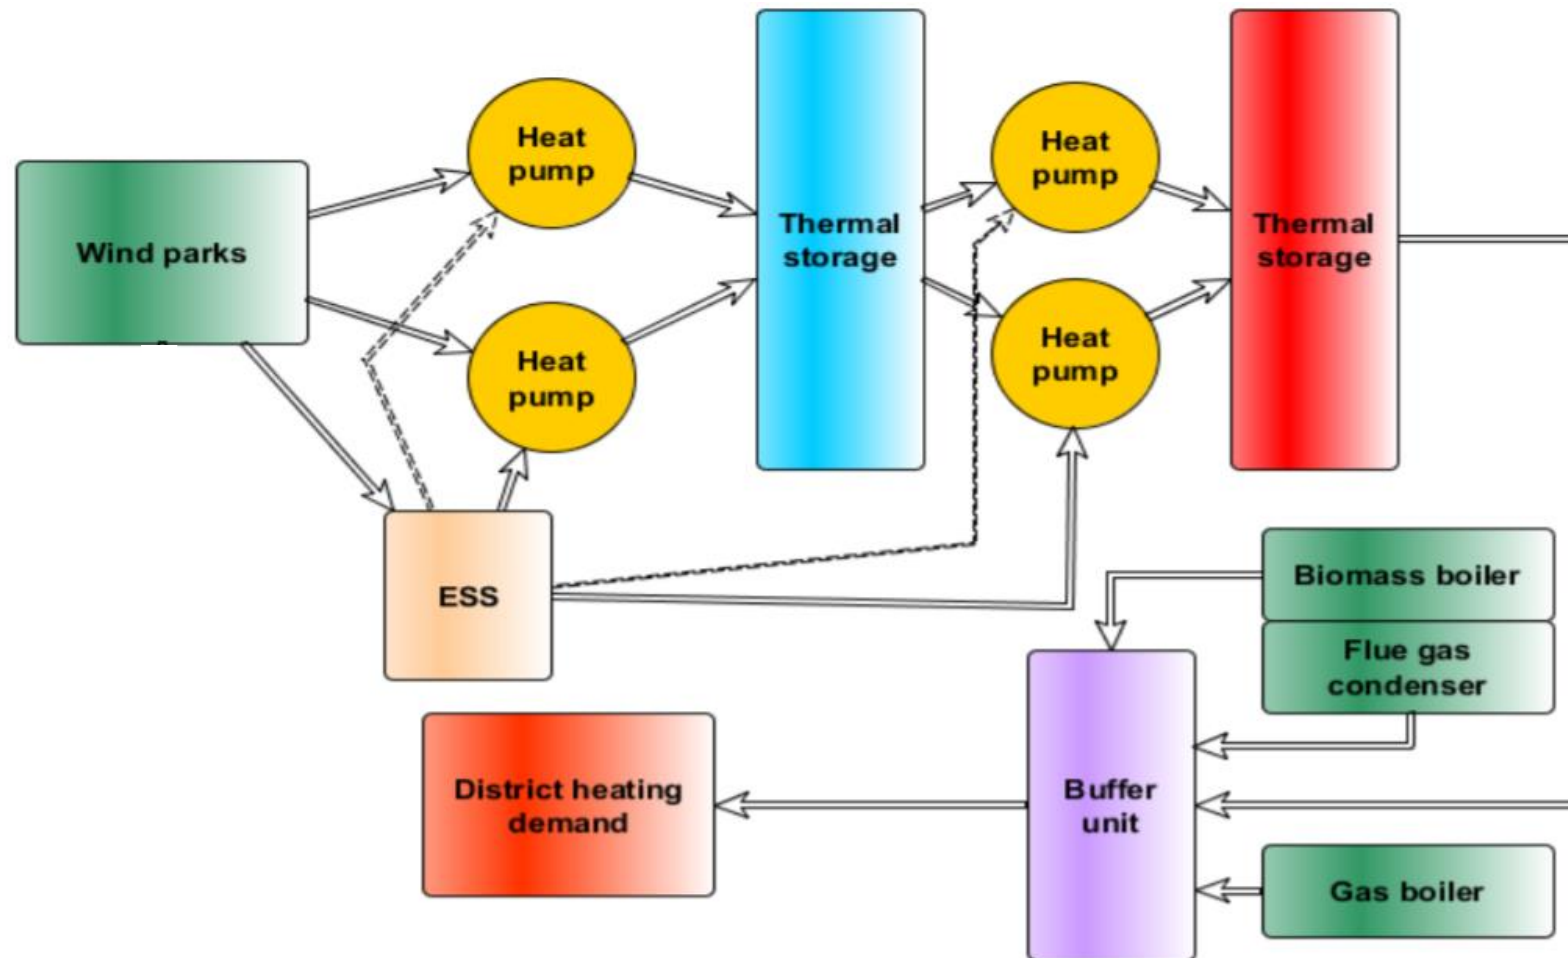 Heat
pump
Heat
pump
Wind parks
Thermal
storage
Thermal
storage
Heat
pump
Heat
pump
ESS
Biomass boiler
Flue gas
condenser
District heating
demand
Buffer
unit
Gas boiler